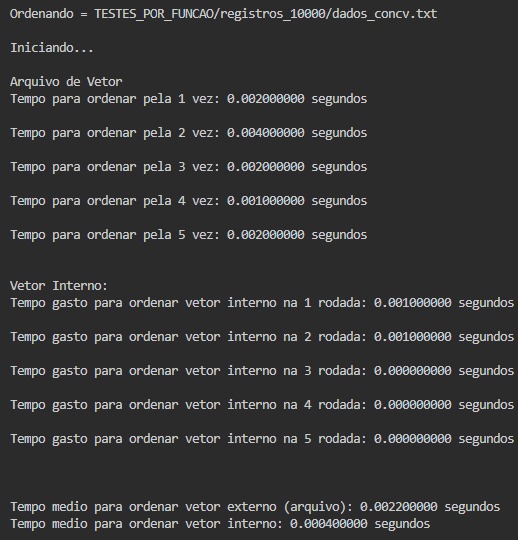 Ordenando = TESTES_POR_FUNCAO/registros_10000/dados_concv.txt
Iniciando...
Arquivo de Vetor
Tempo para ordenar pela 1 vez: 0.002000000 segundos
Tempo para ordenar pela 2 vez: 0.004000000 segundos
Tempo para ordenar pela 3 vez: 0.002000000 segundos
Tempo para ordenar pela 4 vez: 0.001000000 segundos
Tempo para ordenar pela 5 vez: 0.002000000 segundos
Vetor Interno:
Tempo gasto para ordenar vetor interno na 1 rodada: 0.001000000 segundos
Tempo gasto para ordenar vetor interno na 2 rodada: 0.001000000 segundos
Tempo gasto para ordenar vetor interno na 3 rodada: 0.000000000 segundos
Tempo gasto para ordenar vetor interno na 4 rodada: 0.000000000 segundos
Tempo gasto para ordenar vetor interno na 5 rodada: 0.000000000 segundos
Tempo medio para ordenar vetor externo (arquivo): 0.002200000 segundos
Tempo medio para ordenar vetor interno: 0.000400000 segundos